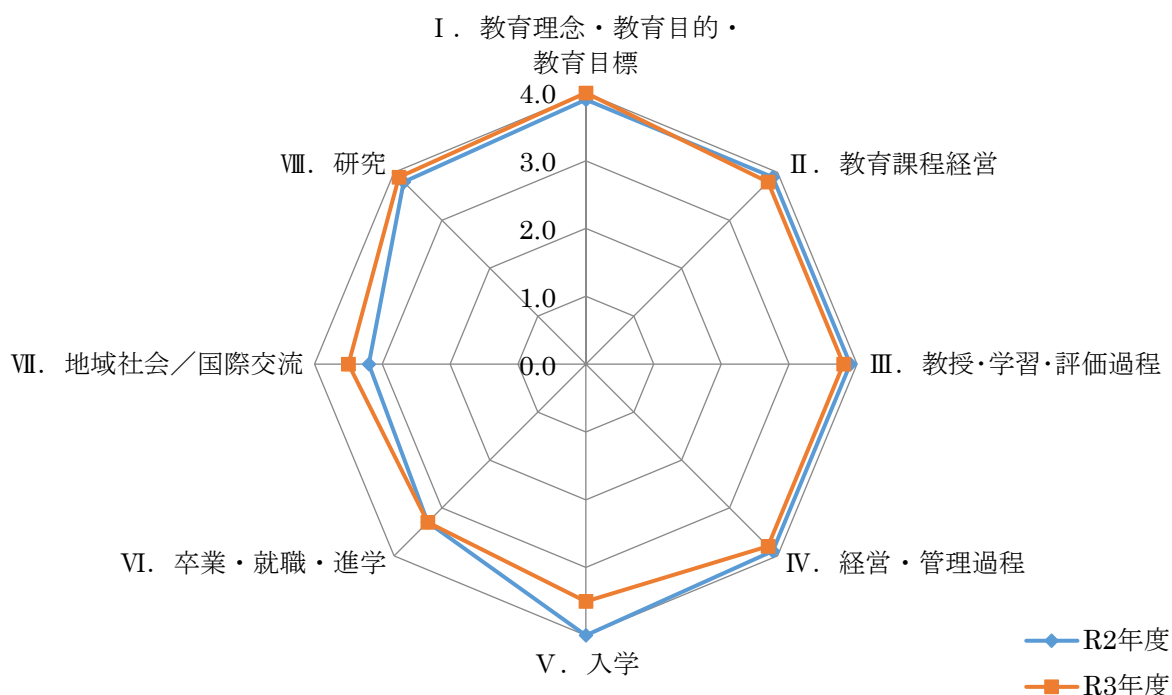 Ⅰ．教育理念・教育目的・
教育目標
4.0
Ⅷ．研究
Ⅱ．教育課程経営
3.0
2.0
1.0
Ⅶ．地域社会／国際交流
0.0
Ⅲ．教授・学習・評価過程
Ⅵ．卒業・就職・進学
Ⅳ．経営・管理過程
Ⅴ．入学
R2年度
R3年度